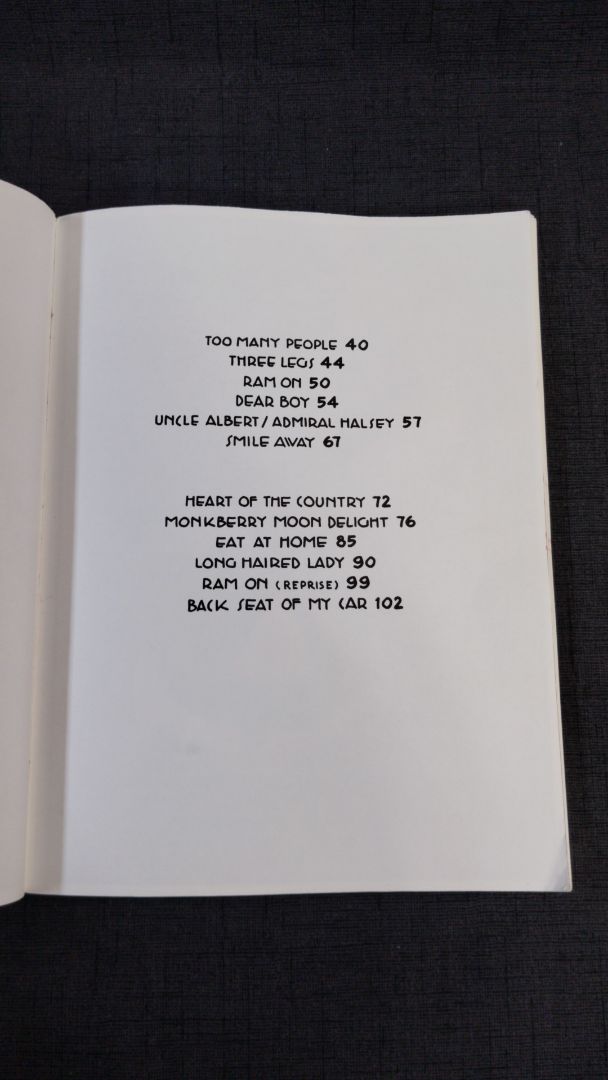 TOO MANY PEOPLE 40
THREE LEGS 44
RAM ON 50
DEAR BOY 54
UNCLE ALBERT / ADMIRAL HALSEY 57
SMILE AWAY 67
HEART OF THE COUNTRY 72
MONKBERRY MOON DELIGHT 76
EAT AT HOME 85
LONG HAIRED LADY 90
RAM ON (REPRISE) 99
BACK SEAT OF MY CAR 102